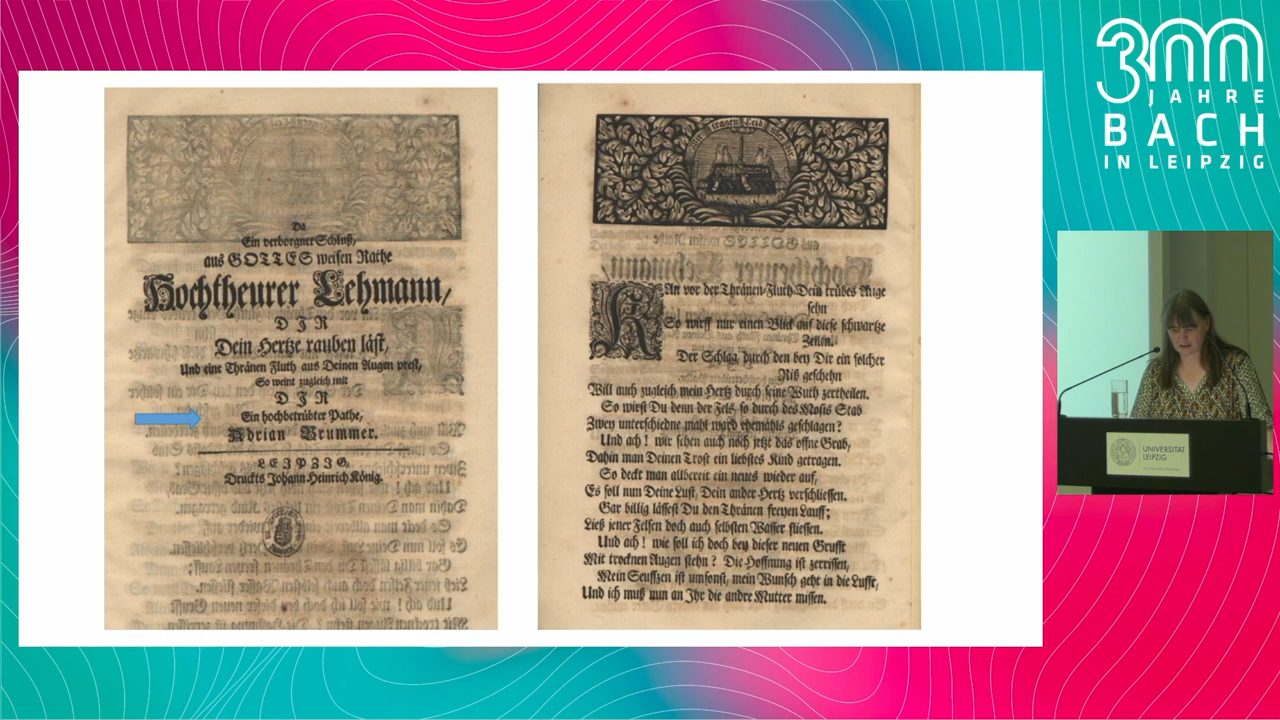 Da
Ein verborgner Schluß,
aus GOTTES weisen Rathe
Hochtheurer Lehmann,
DIR
Dein Hertze rauben läst,
Und eine Thränen Fluth aus Deinen Augen prest,
So weint zugleich mit
DIR
Ein hochbetrübter Pathe,
Adrian Brummer.
LEIPZIG,
Druckts Johann Heinrich König.
tragen Leid
KAn vor der Thränen-Fluth Dein trübes Auge
sehn
So wirff nur einen Blick auf diese schwartze
Zeilen.
Der Schlag, durch den bey Dir ein solcher
Riß geschehn
Will auch zugleich mein Hertz durch seine Wuth zertheilen.
So wirst Du denn der Fels, so durch des Mosis Stab
Zwey unterschiedne mahl ward ehemahls geschlagen?
Und ach! wir sehen auch noch jetzt das offne Grab,
Dahin man Deinen Trost ein liebstes Kind getragen.
So deckt man allbereit ein neues wieder auf,
Es soll nun Deine Lust, Dein ander Hertz verschliessen.
Gar billig lässest Du den Thränen freyen Lauff;
Ließ jener Felsen doch auch selbsten Wasser fliessen.
Und ach! wie soll ich doch bey dieser neuen Grufft
Mit trocknen Augen stehn? Die Hoffnung ist zerrissen,
Mein Seuffzen ist umsonst, mein Wunsch geht in die Lufft,
Und ich muß nun an Ihr die andre Mutter missen.
300
JAHRE
BACH
IN LEIPZIG
UNIVERSITÄT
LEIPZIG